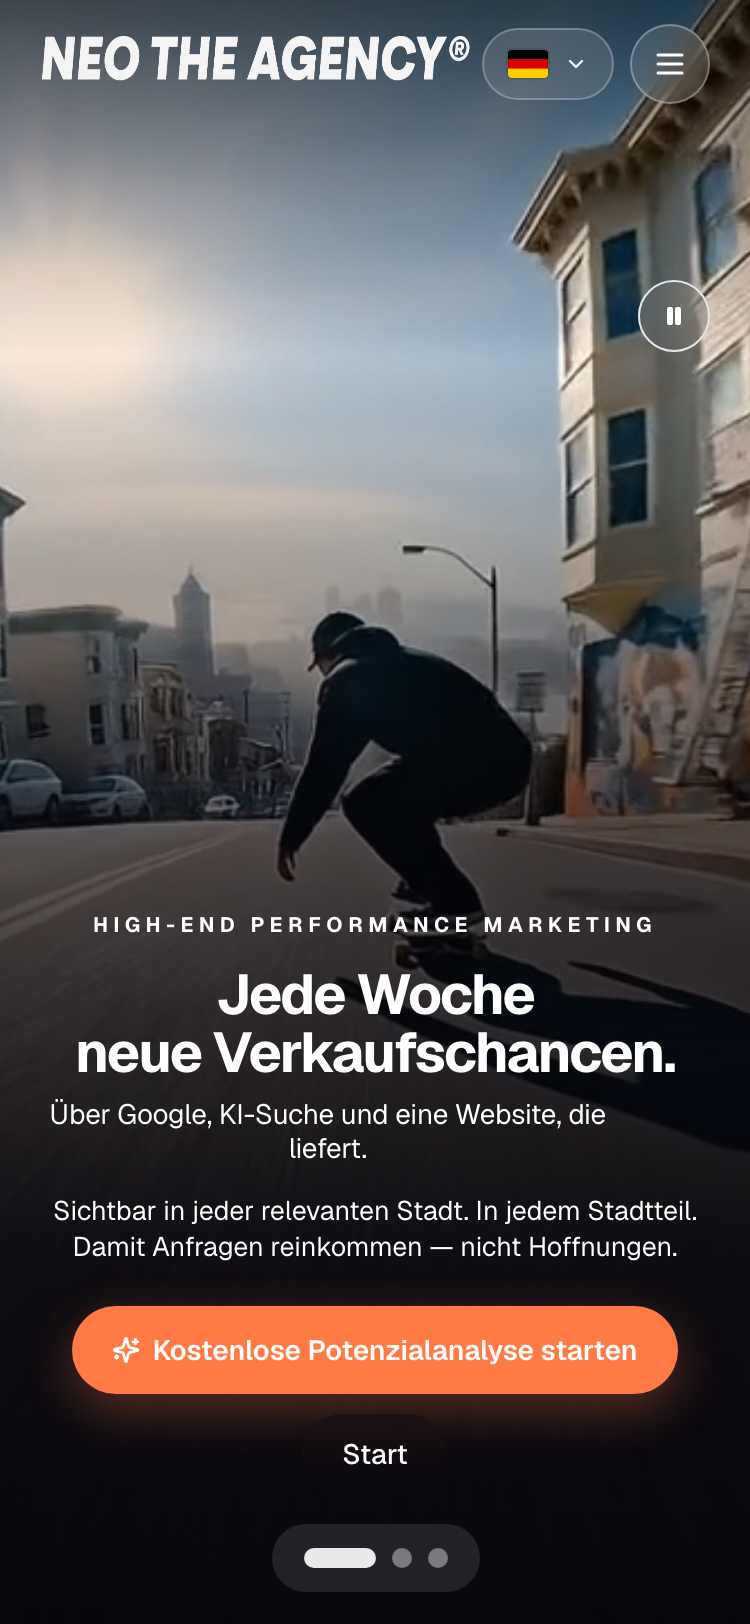 NEO THE AGENCY®
HIGH-END PERFORMANCE MARKETING
Jede Woche
neue Verkaufschancen.
Über Google, KI-Suche und eine Website, die
liefert.
Sichtbar in jeder relevanten Stadt. In jedem Stadtteil.
Damit Anfragen reinkommen — nicht Hoffnungen.
Kostenlose Potenzialanalyse starten
Start